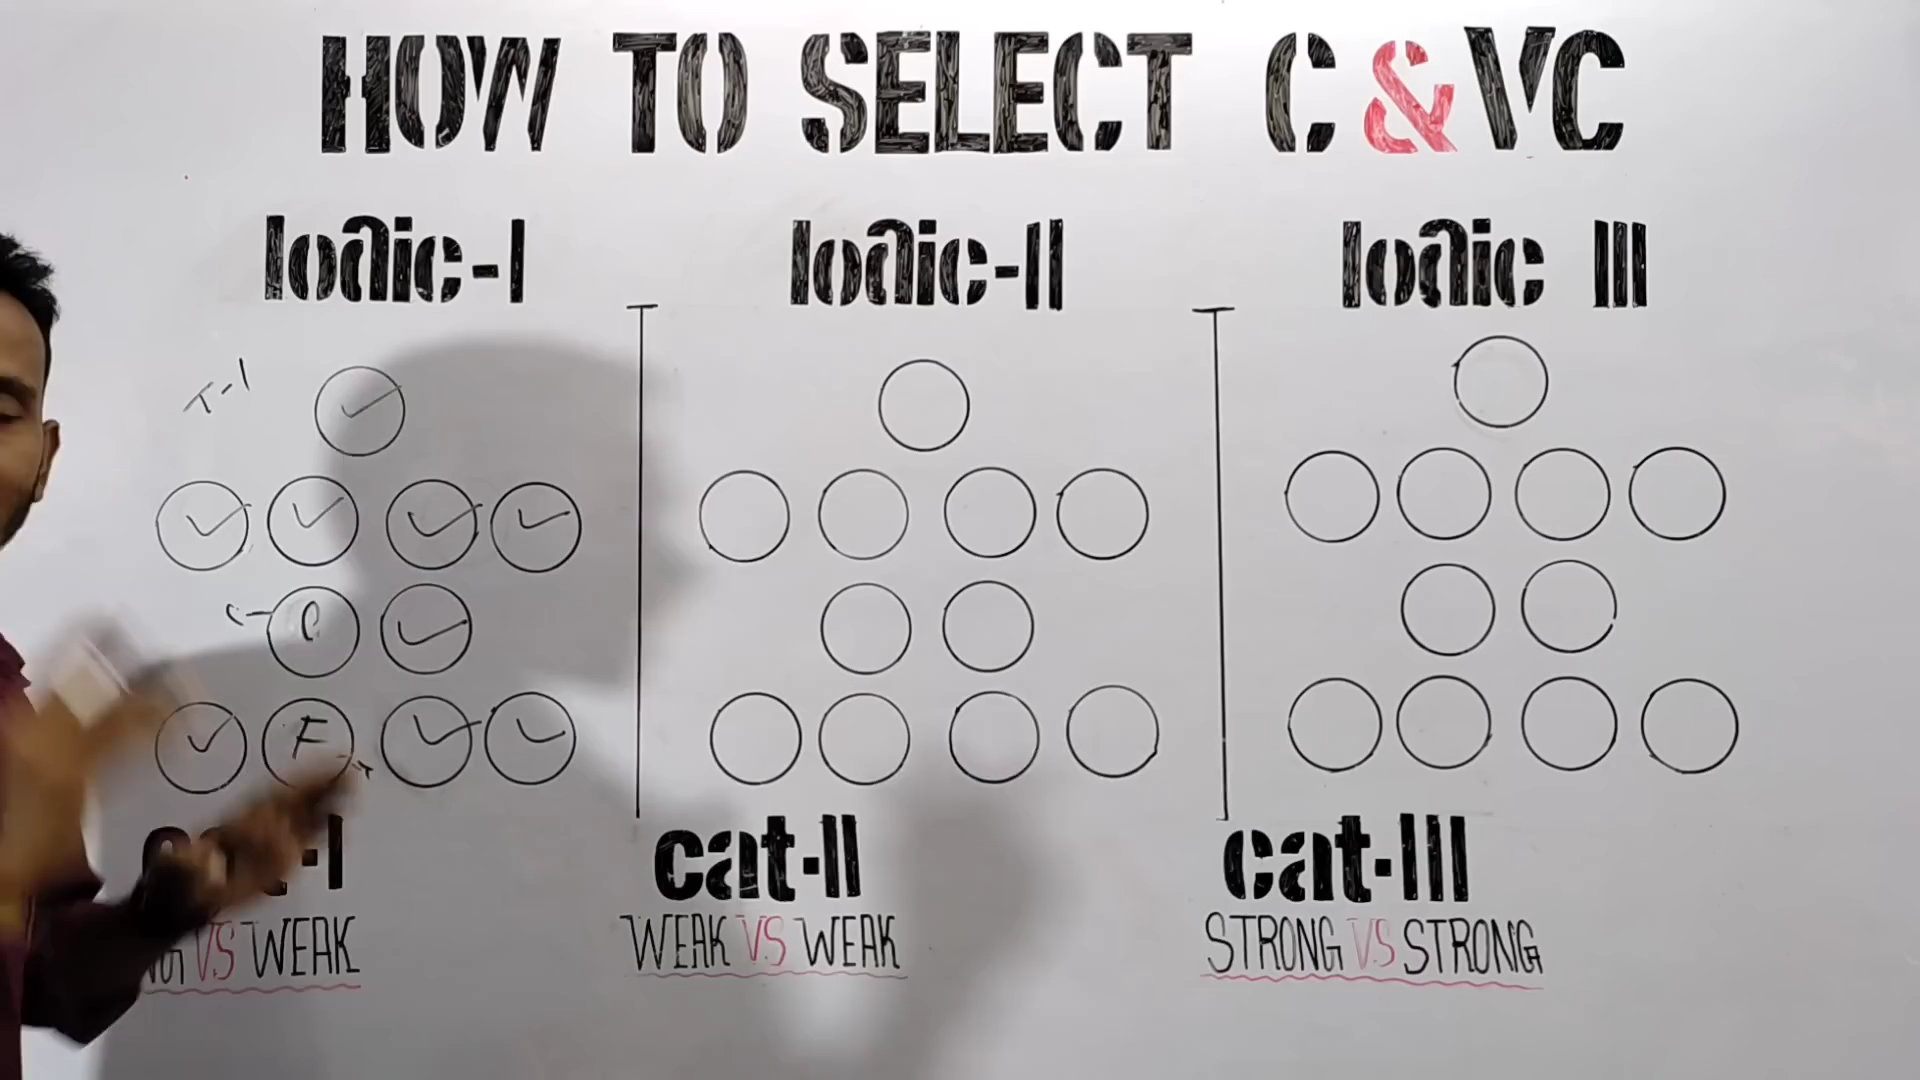 HOW TO SELECT C & VC
logic-I
logic-II
logic III
T-1
C
F
cat-II
cat-III
VS WEAK
WEAK VS WEAK
STRONG VS STRONG